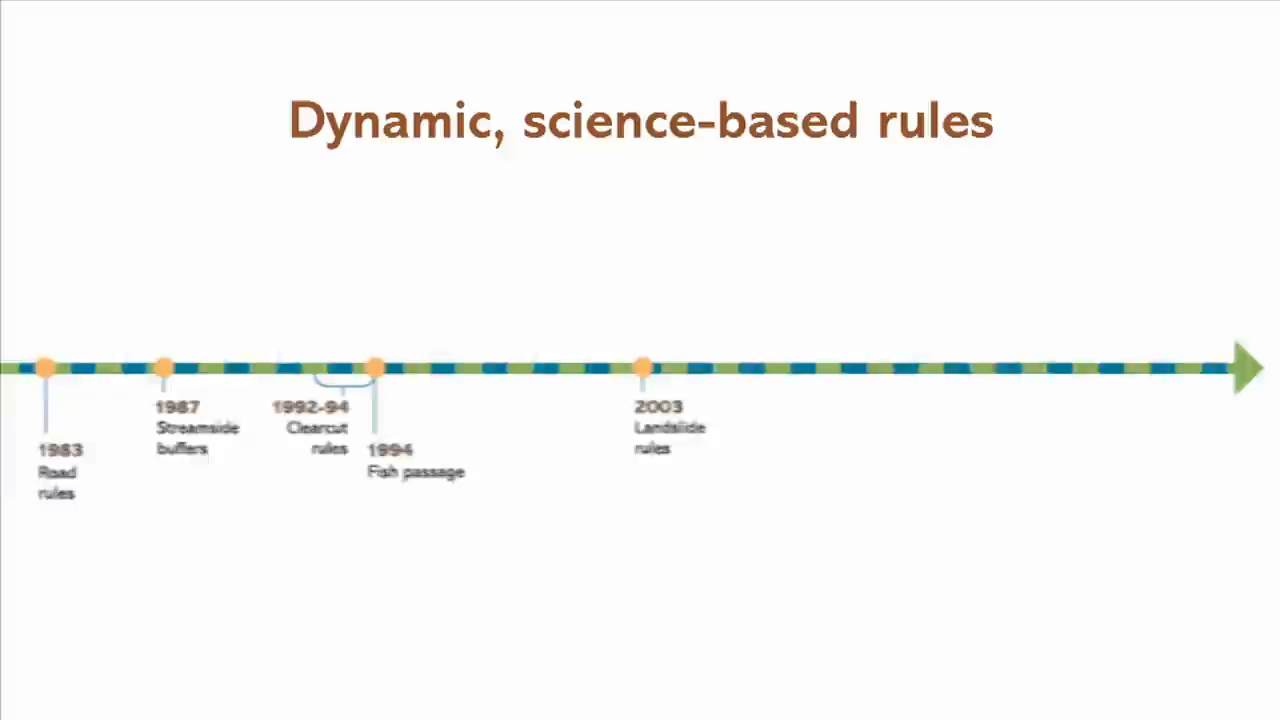 Dynamic, science-based rules
1983
Road
rules
1987
Streamside
buffers
1992-94
Clearcut
rules
1994
Fish passage
2003
Landslide
rules